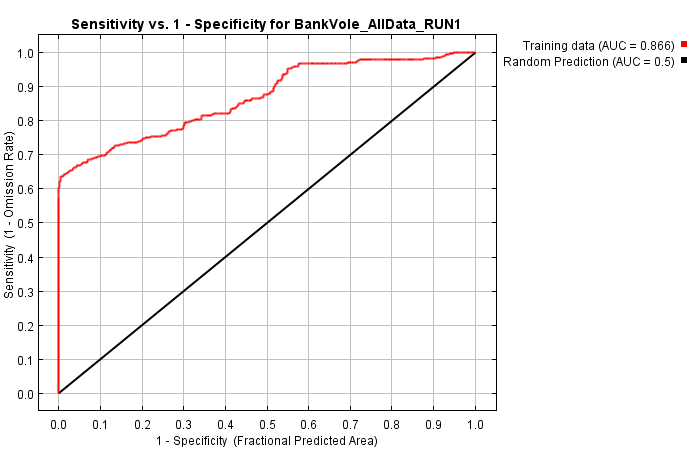 Sensitivity vs. 1 - Specificity for BankVole_AllData_RUN1
Training data (AUC = 0.866)
Random Prediction (AUC = 0.5)
Sensitivity (1 - Omission Rate)
1.0
0.9
0.8
0.7
0.6
0.5
0.4
0.3
0.2
0.1
0.0
0.0 0.1 0.2 0.3 0.4 0.5 0.6 0.7 0.8 0.9 1.0
1 - Specificity (Fractional Predicted Area)